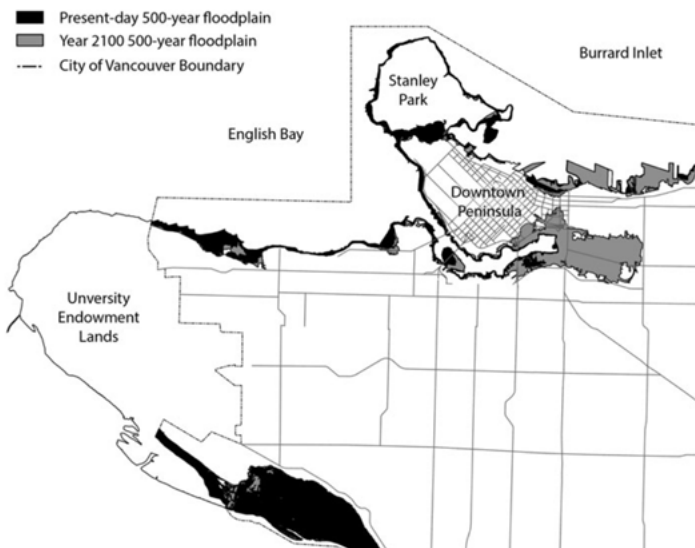 Present-day 500-year floodplain
Year 2100 500-year floodplain
City of Vancouver Boundary
Burrard Inlet
Stanley
Park
English Bay
Downtown
Peninsula
Unversity
Endowment
Lands